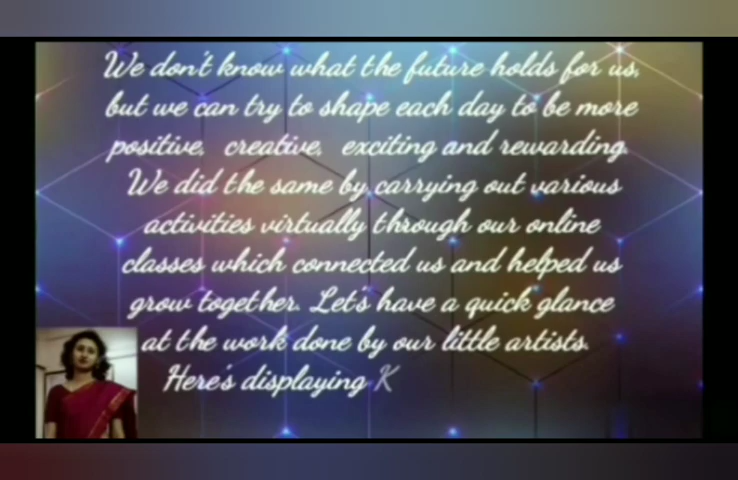 We don't know what the future holds for us,
but we can try to shape each day to be more
positive, creative, exciting and rewarding.
We did the same by carrying out various
activities virtually through our online
classes which connected us and helped us
grow together. Let's have a quick glance
at the work done by our little artists.
Here's displaying K